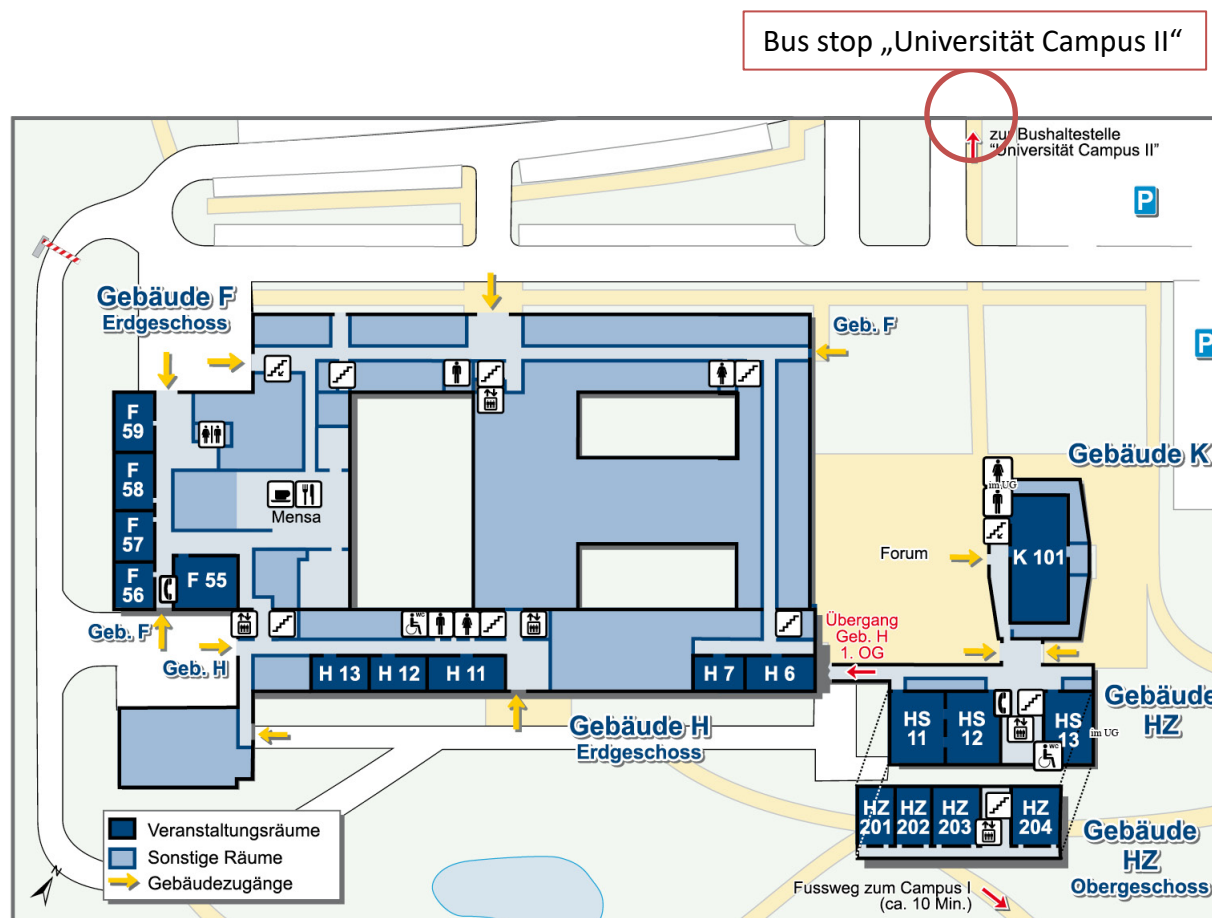 Bus stop „Universität Campus II“
zur Bushaltestelle
"Universität Campus II"
P
Gebäude F
Erdgeschoss
Geb. F
P
F
59
F
58
F
57
F
56
F 55
Mensa
Gebäude K
im UG
K 101
Forum
Geb. F
Geb. H
WC
Übergang
Geb. H
1. OG
H 13
H 12
H 11
H 7
H 6
Gebäude H
Erdgeschoss
HS
11
HS
12
HS
13
im UG
WC
Gebäude
HZ
HZ
201
HZ
202
HZ
203
HZ
204
Gebäude
HZ
Obergeschoss
Veranstaltungsräume
Sonstige Räume
Gebäudezugänge
N
Fussweg zum Campus I
(ca. 10 Min.)